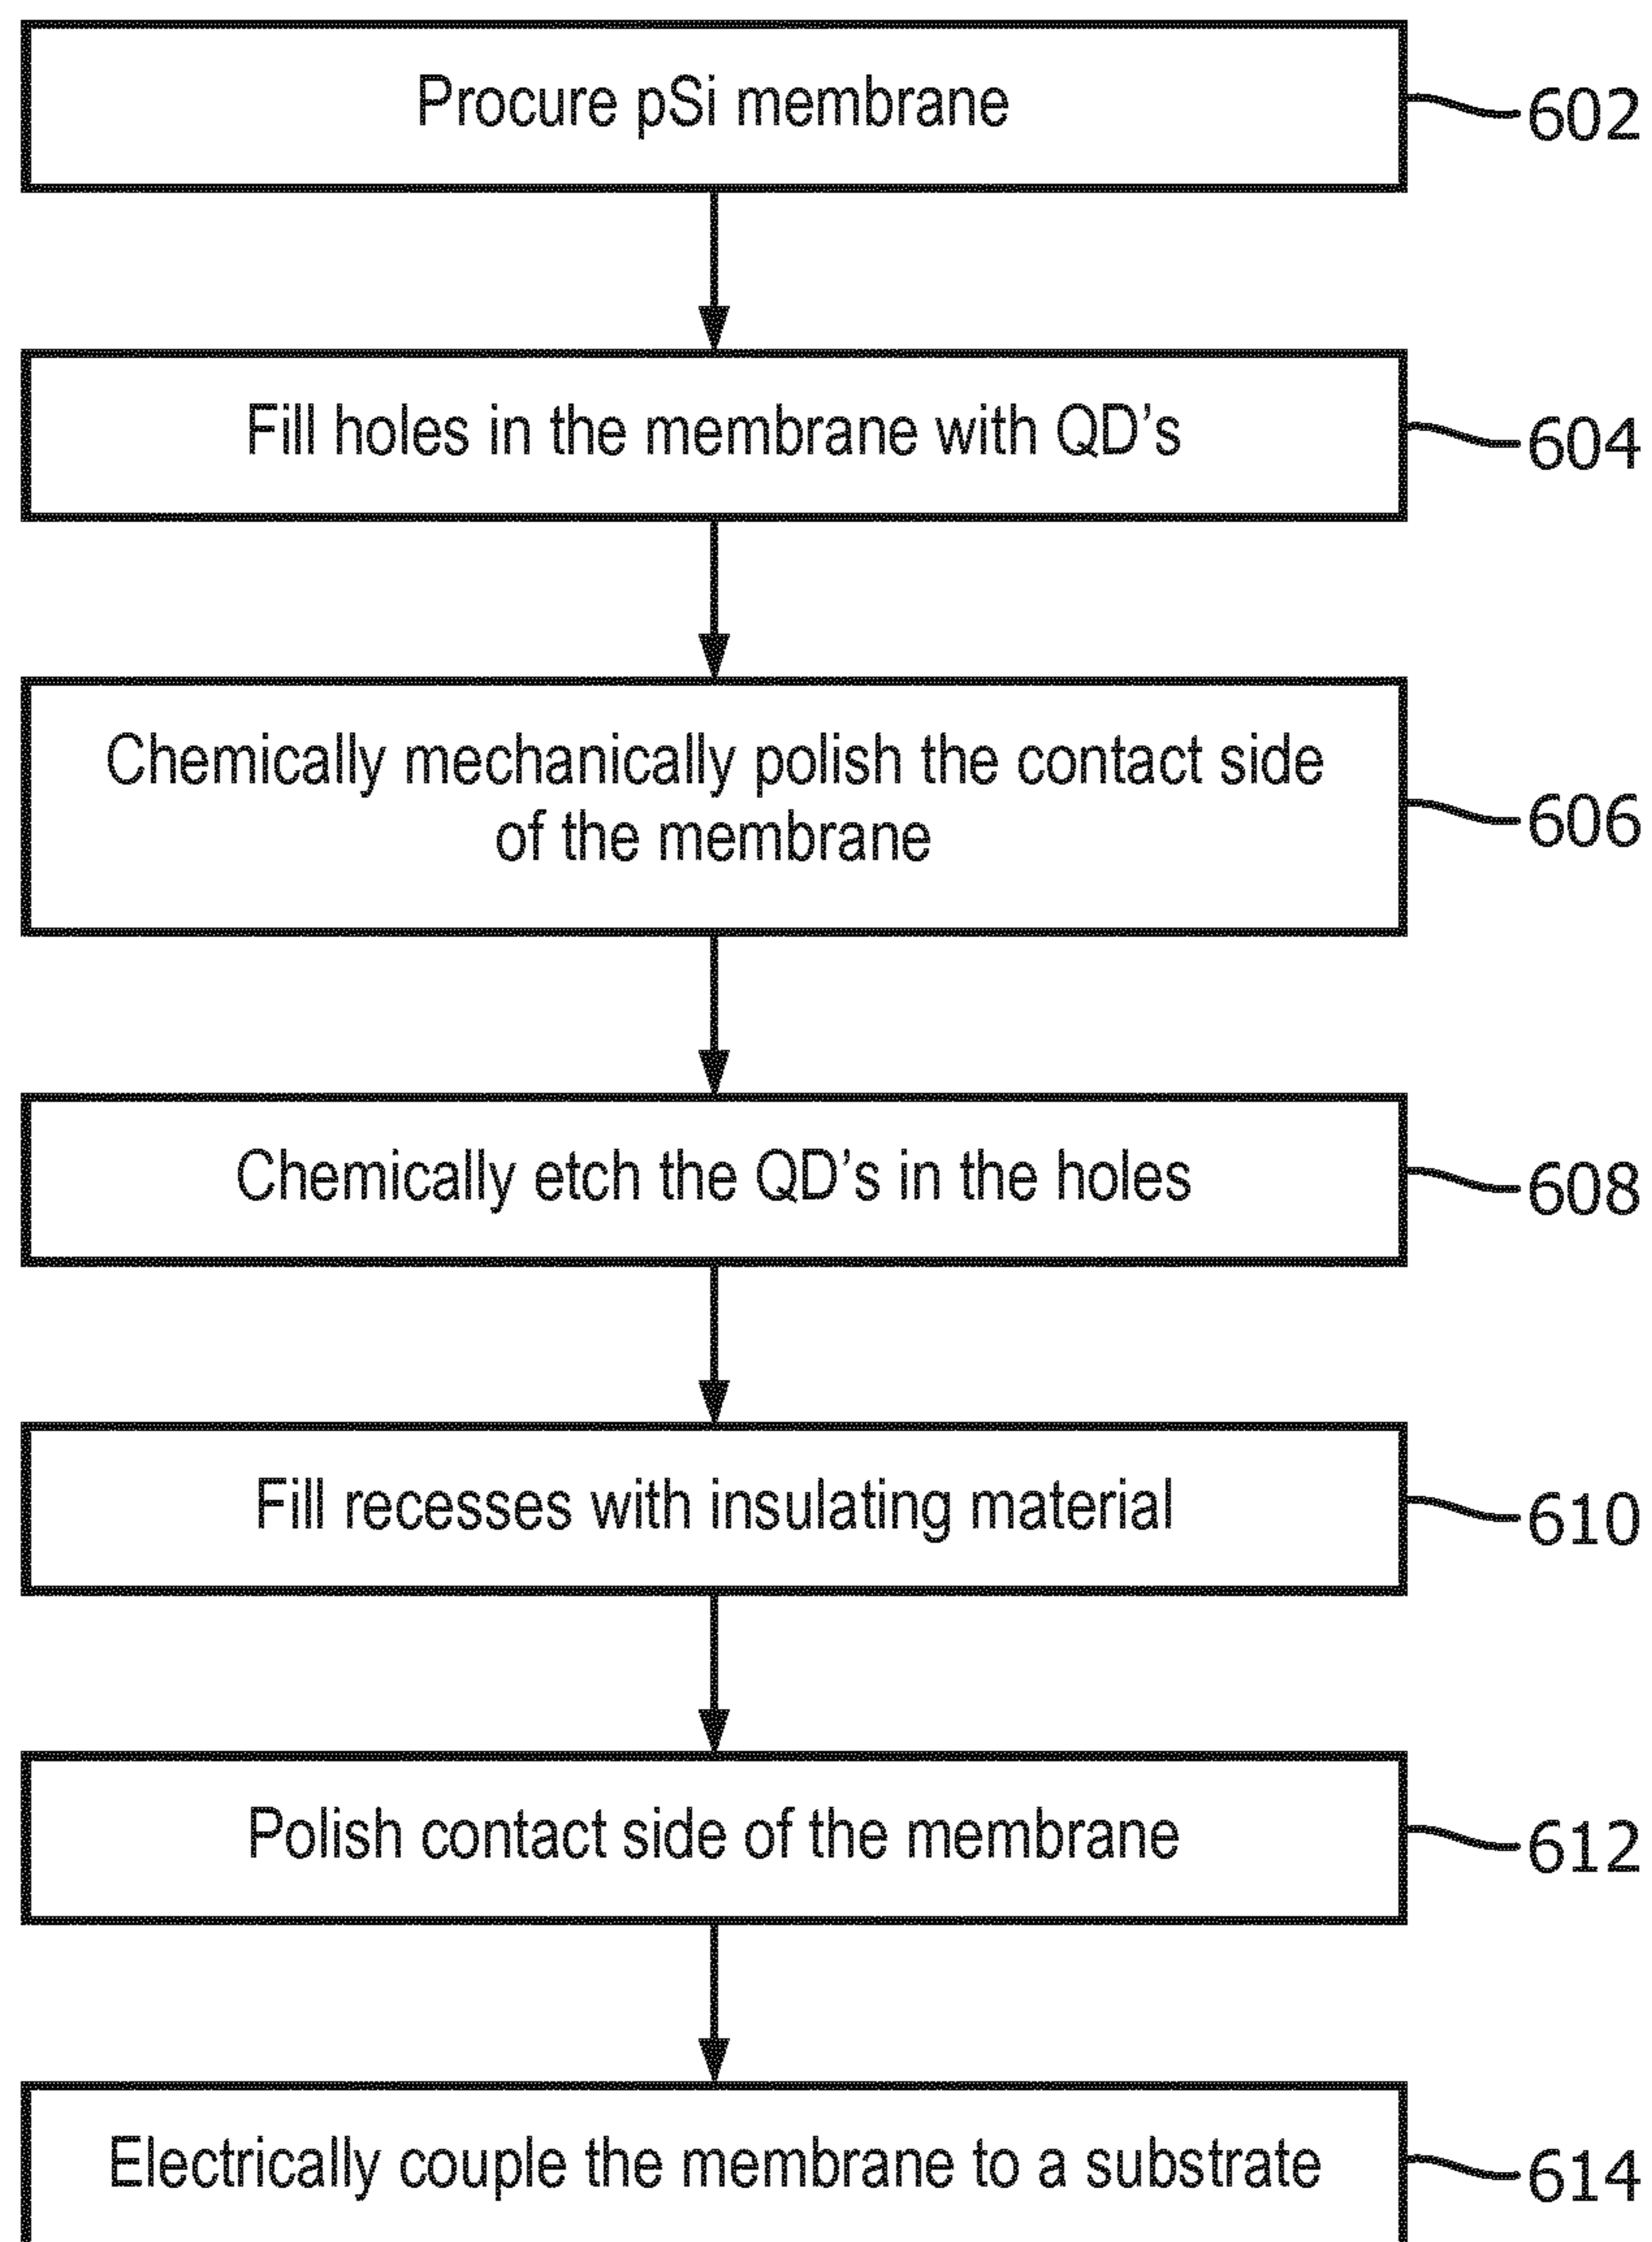 Procure pSi membrane
602
Fill holes in the membrane with QD's
604
Chemically mechanically polish the contact side
of the membrane
606
Chemically etch the QD's in the holes
608
Fill recesses with insulating material
610
Polish contact side of the membrane
612
Electrically couple the membrane to a substrate
614